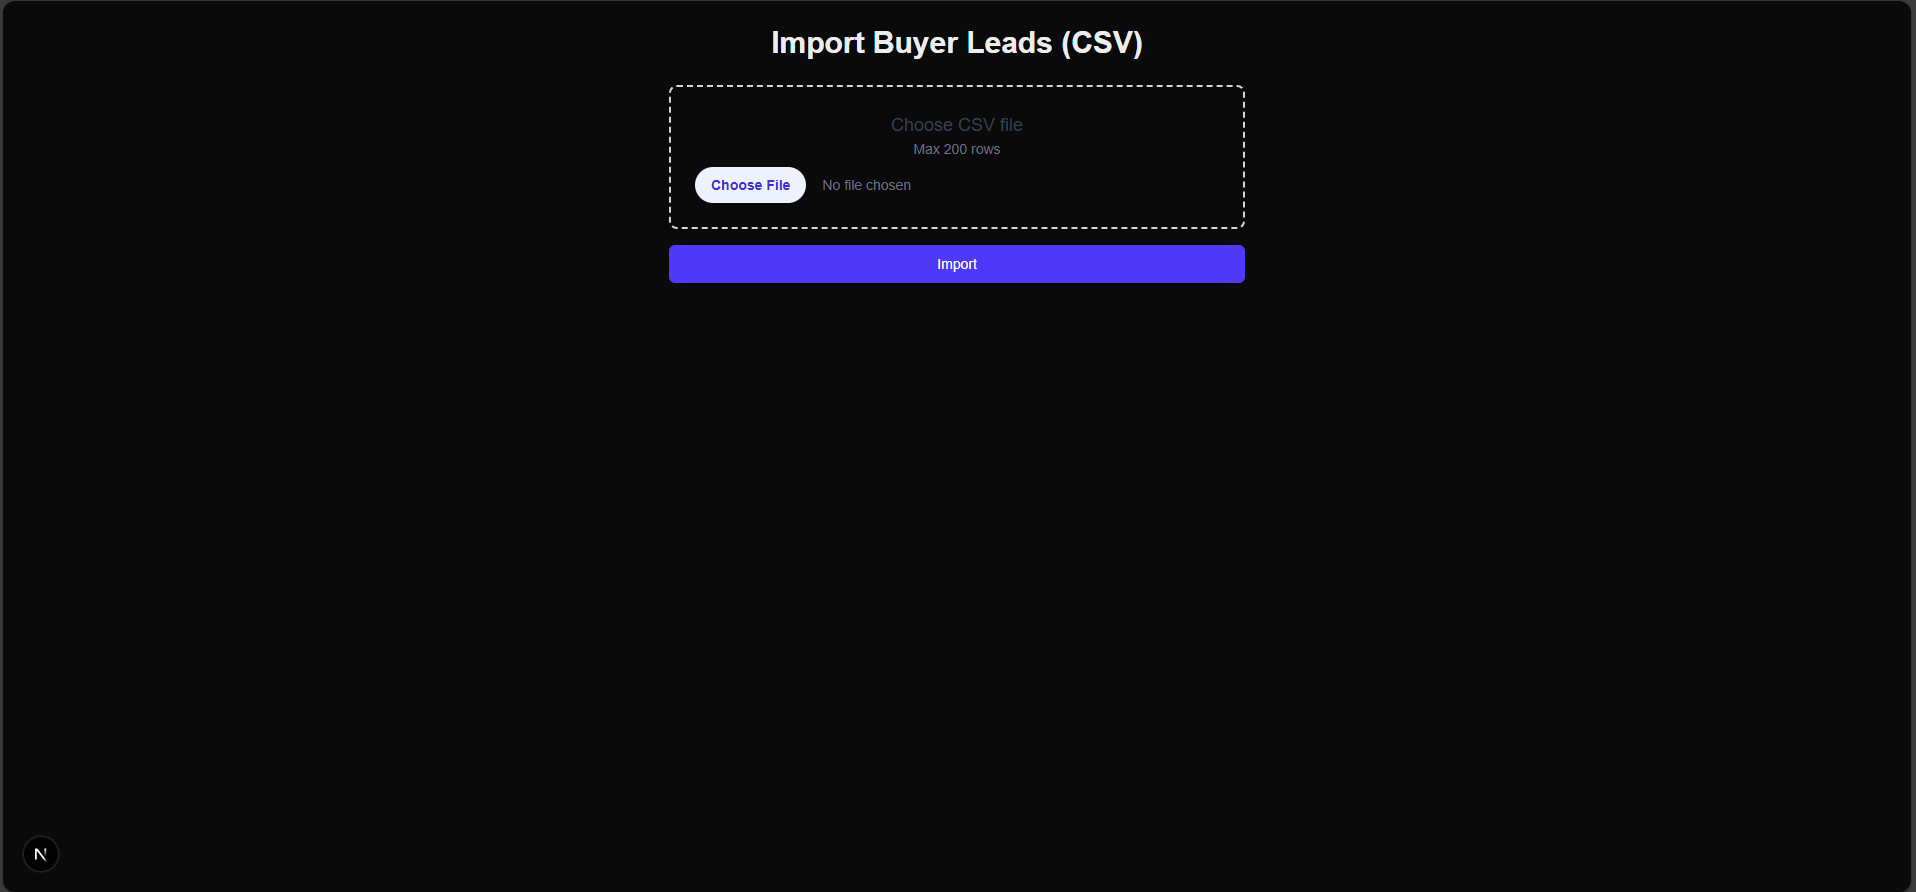 Import Buyer Leads (CSV)
Choose CSV file
Max 200 rows
Choose File No file chosen
Import
N